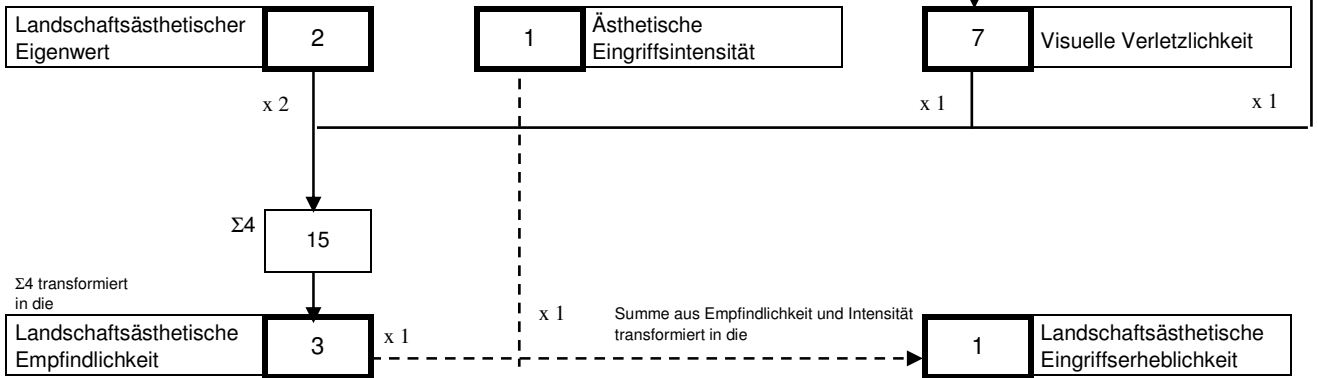 Landschaftsästhetischer
Eigenwert
2
1
Ästhetische
Eingriffsintensität
7
Visuelle Verletzlichkeit
x 2
x 1
x 1
Σ4
15
Σ4 transformiert
in die
Landschaftsästhetische
Empfindlichkeit
3
x 1
x 1
Summe aus Empfindlichkeit und Intensität
transformiert in die
1
Landschaftsästhetische
Eingriffserheblichkeit